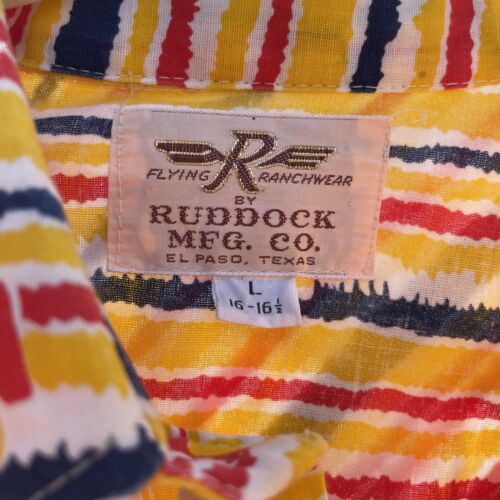 R
FLYING RANCHWEAR
BY
RUDDOCK
MFG. CO.
EL PASO, TEXAS
L
16-16½